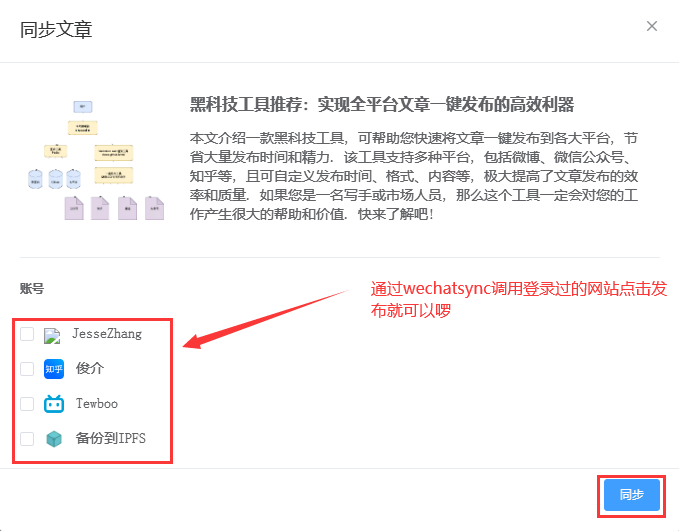 同步文章
黑科技工具推荐：实现全平台文章一键发布的高效利器
本文介绍一款黑科技工具，可帮助您快速将文章一键发布到各大平台，节
省大量发布时间和精力．该工具支持多种平台，包括微博、微信公众号、
知乎等，且可自定义发布时间、格式、内容等，极大提高了文章发布的效
率和质量．如果您是一名写手或市场人员，那么这个工具一定会对您的工
作产生很大的帮助和价值．快来了解吧！
账号
通过wechatsync调用登录过的网站点击发
布就可以啰
JesseZhang
知乎 俊介
Tewboo
备份到IPFS
同步